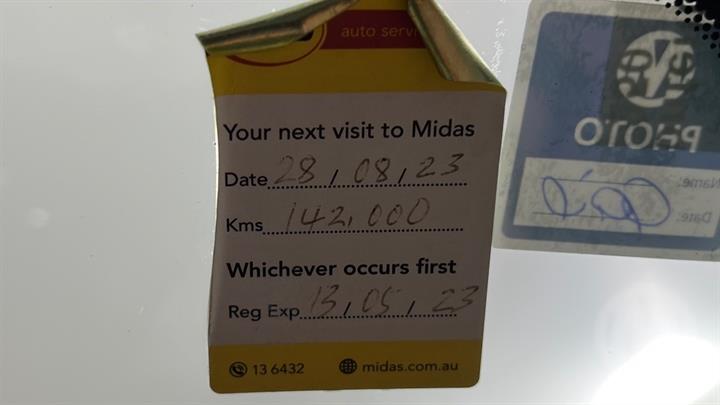 auto servi
Your next visit to Midas
Date 28 / 08 / 23
Kms 142,000
Whichever occurs first
Reg Exp 13 / 05 / 23
13 6432 midas.com.au
PHOTO
Name:
Date: